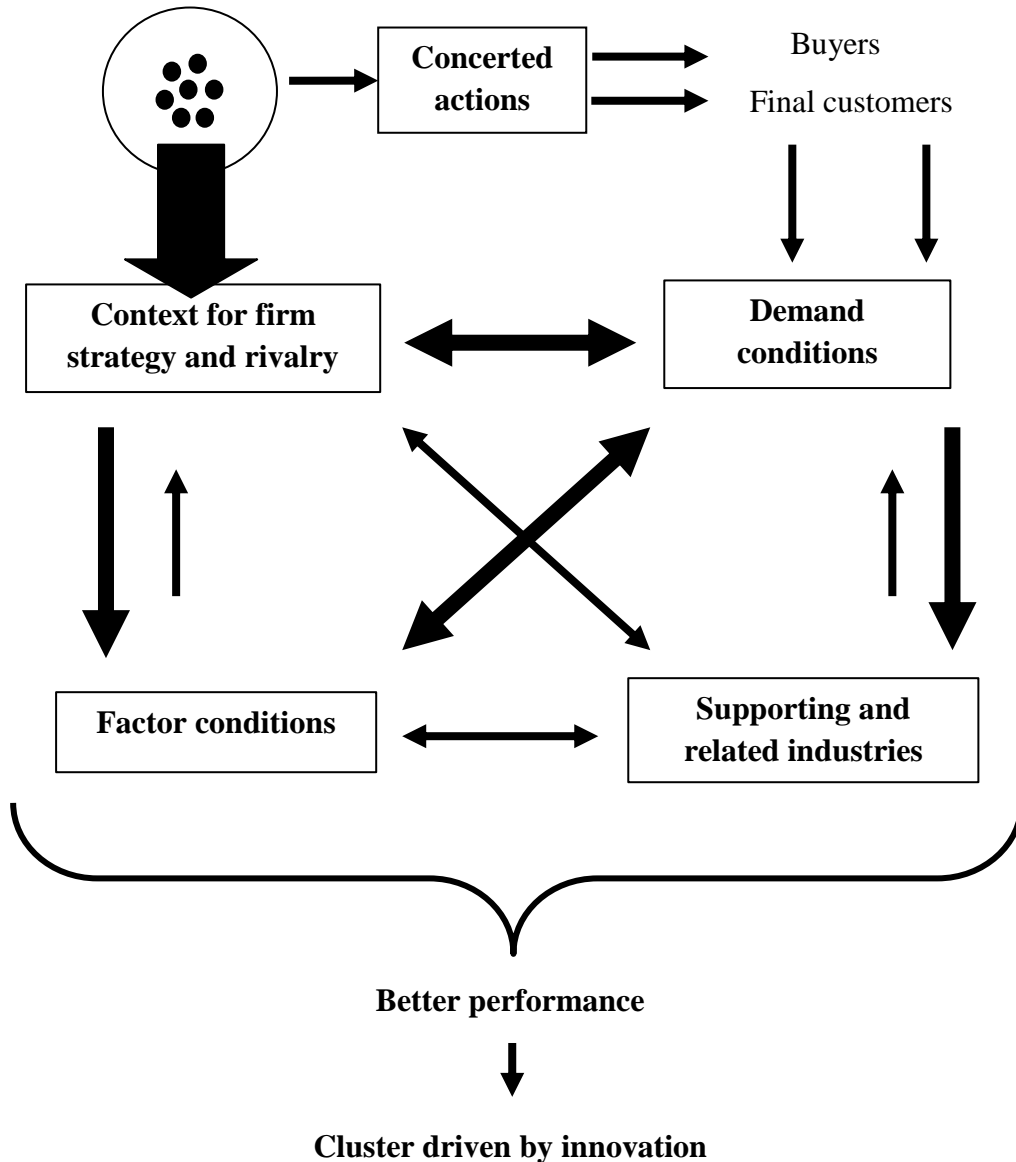 Concerted
actions
Buyers
Final customers
Context for firm
strategy and rivalry
Demand
conditions
Factor conditions
Supporting and
related industries
Better performance
Cluster driven by innovation